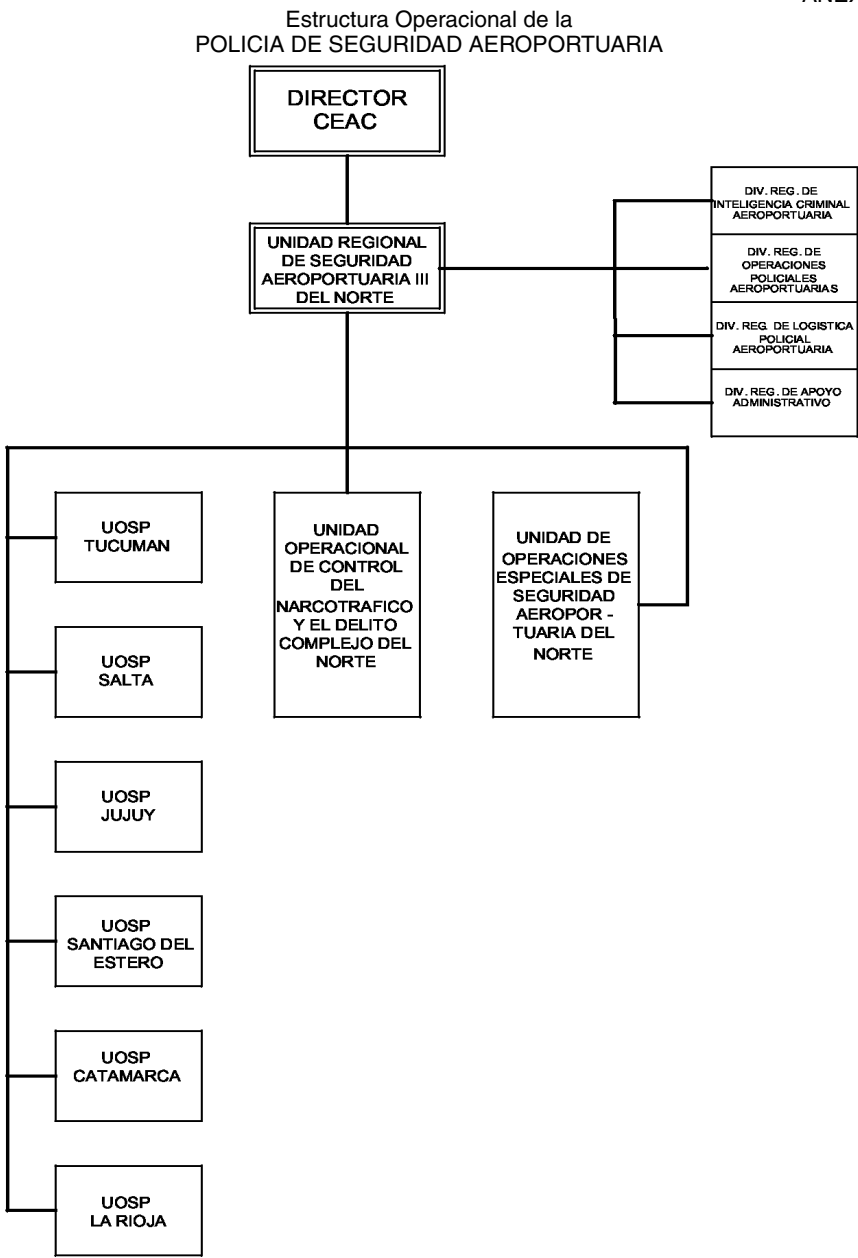 Estructura Operacional de la
POLICIA DE SEGURIDAD AEROPORTUARIA
DIRECTOR
CEAC
UNIDAD REGIONAL
DE SEGURIDAD
AEROPORTUARIA III
DEL NORTE
DIV. REG. DE
INTELIGENCIA CRIMINAL
AEROPORTUARIA
DIV. REG. DE
OPERACIONES
POLICIALES
AEROPORTUARIAS
DIV. REG. DE LOGISTICA
POLICIAL
AEROPORTUARIA
DIV. REG. DE APOYO
ADMINISTRATIVO
UOSP
TUCUMAN
UOSP
SALTA
UOSP
JUJUY
UOSP
SANTIAGO DEL
ESTERO
UOSP
CATAMARCA
UOSP
LA RIOJA
UNIDAD
OPERACIONAL
DE CONTROL
DEL
NARCOTRAFICO
Y EL DELITO
COMPLEJO DEL
NORTE
UNIDAD DE
OPERACIONES
ESPECIALES DE
SEGURIDAD
AEROPOR -
TUARIA DEL
NORTE